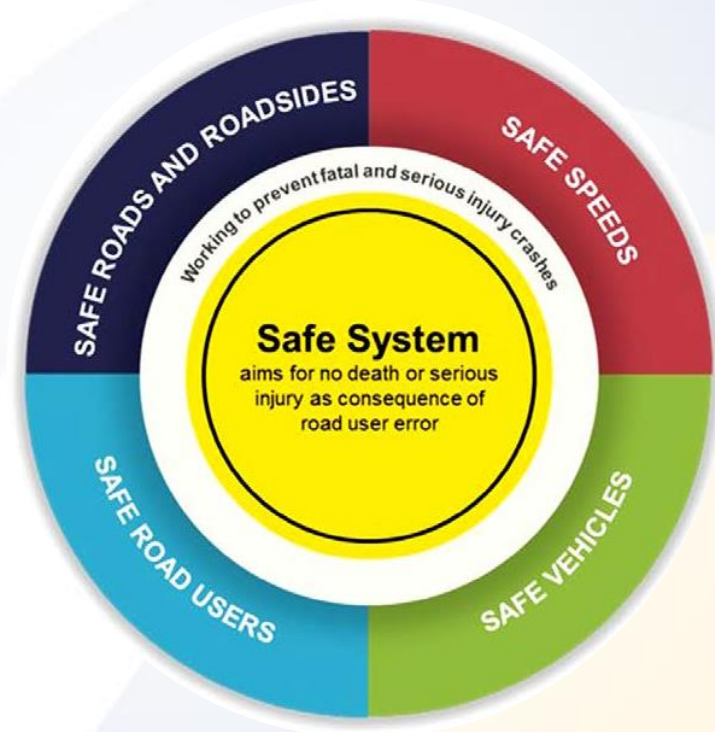 SAFE ROADS AND ROADSIDES
SAFE SPEEDS
Working to prevent fatal and serious injury crashes
Safe System
aims for no death or serious
injury as consequence of
road user error
SAFE ROAD USERS
SAFE VEHICLES